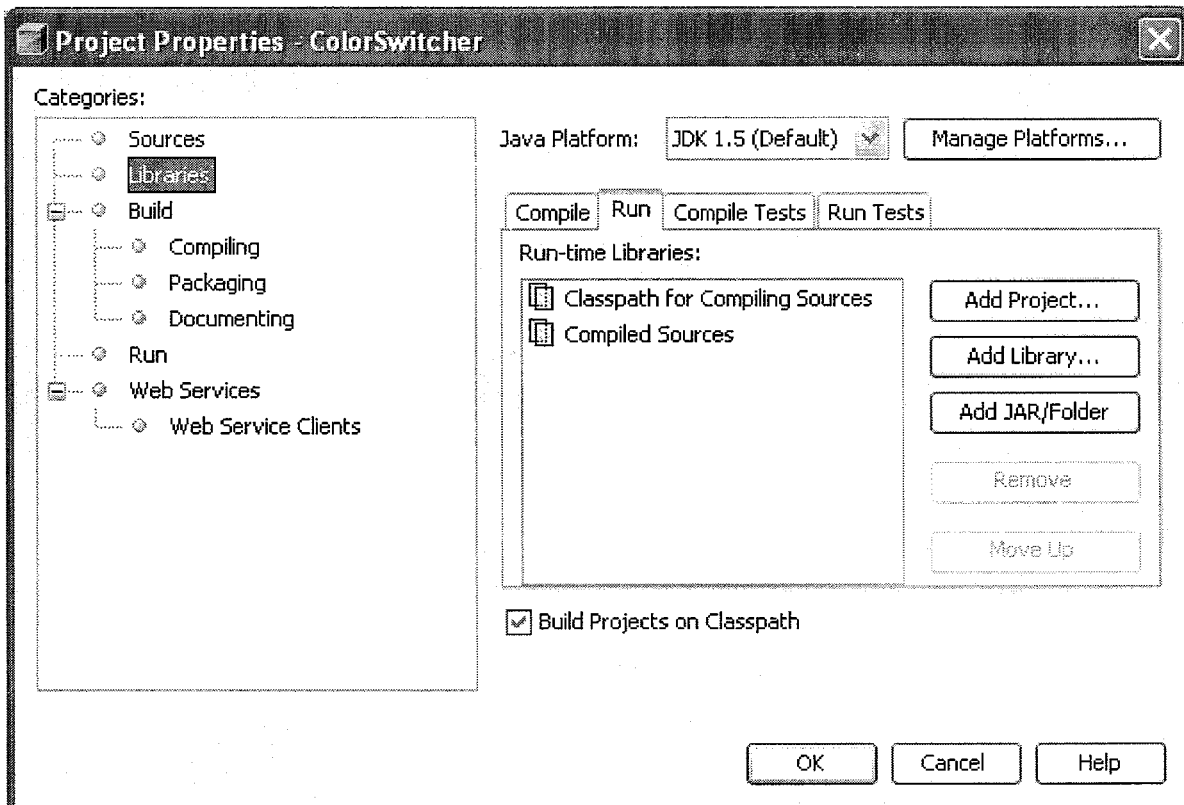 Project Properties - ColorSwitcher
Categories:
Sources
Libraries
Build
Compiling
Packaging
Documenting
Run
Web Services
Web Service Clients
Java Platform:
JDK 1.5 (Default)
Manage Platforms...
Compile
Run
Compile Tests
Run Tests
Run-time Libraries:
Classpath for Compiling Sources
Compiled Sources
Add Project...
Add Library...
Add JAR/Folder
Remove
Move Up
Build Projects on Classpath
OK
Cancel
Help